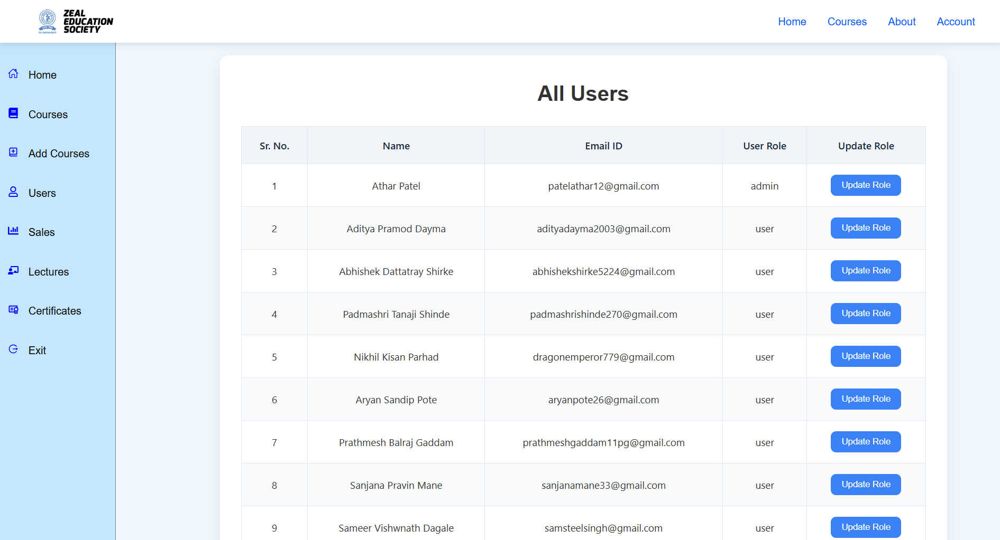 ZEAL
EDUCATION
SOCIETY
Home Courses About Account
Home
Courses
Add Courses
Users
Sales
Lectures
Certificates
Exit
All Users
Sr. No. Name Email ID User Role Update Role
1 Athar Patel patelathar12@gmail.com admin Update Role
2 Aditya Pramod Dayma adityadayma2003@gmail.com user Update Role
3 Abhishek Dattatray Shirke abhishekshirke5224@gmail.com user Update Role
4 Padmashri Tanaji Shinde padmashrishinde270@gmail.com user Update Role
5 Nikhil Kisan Parhad dragonemperor779@gmail.com user Update Role
6 Aryan Sandip Pote aryanpote26@gmail.com user Update Role
7 Prathmesh Balraj Gaddam prathmeshgaddam11pg@gmail.com user Update Role
8 Sanjana Pravin Mane sanjanamane33@gmail.com user Update Role
9 Sameer Vishwnath Dagale samsteelsingh@gmail.com user Update Role